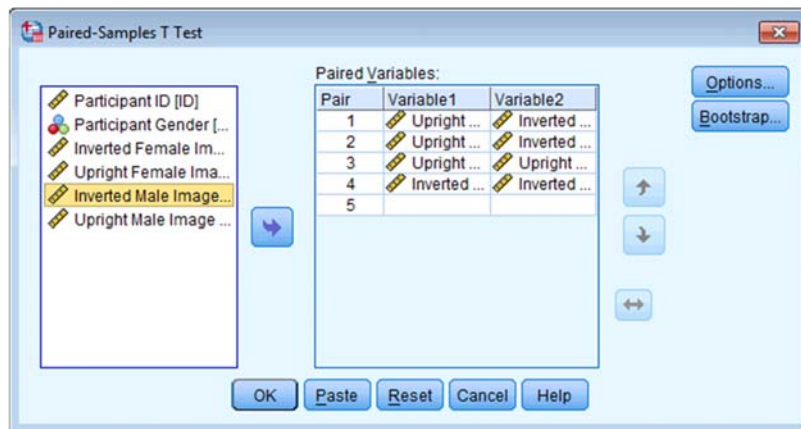 Paired-Samples T Test
Paired Variables:
Participant ID [ID]
Participant Gender [...
Inverted Female Im...
Upright Female Ima...
Inverted Male Image...
Upright Male Image ...
Pair Variable1 Variable2
1 Upright ... Inverted ...
2 Upright ... Inverted ...
3 Upright ... Upright ...
4 Inverted ... Inverted ...
5
Options...
Bootstrap...
OK Paste Reset Cancel Help